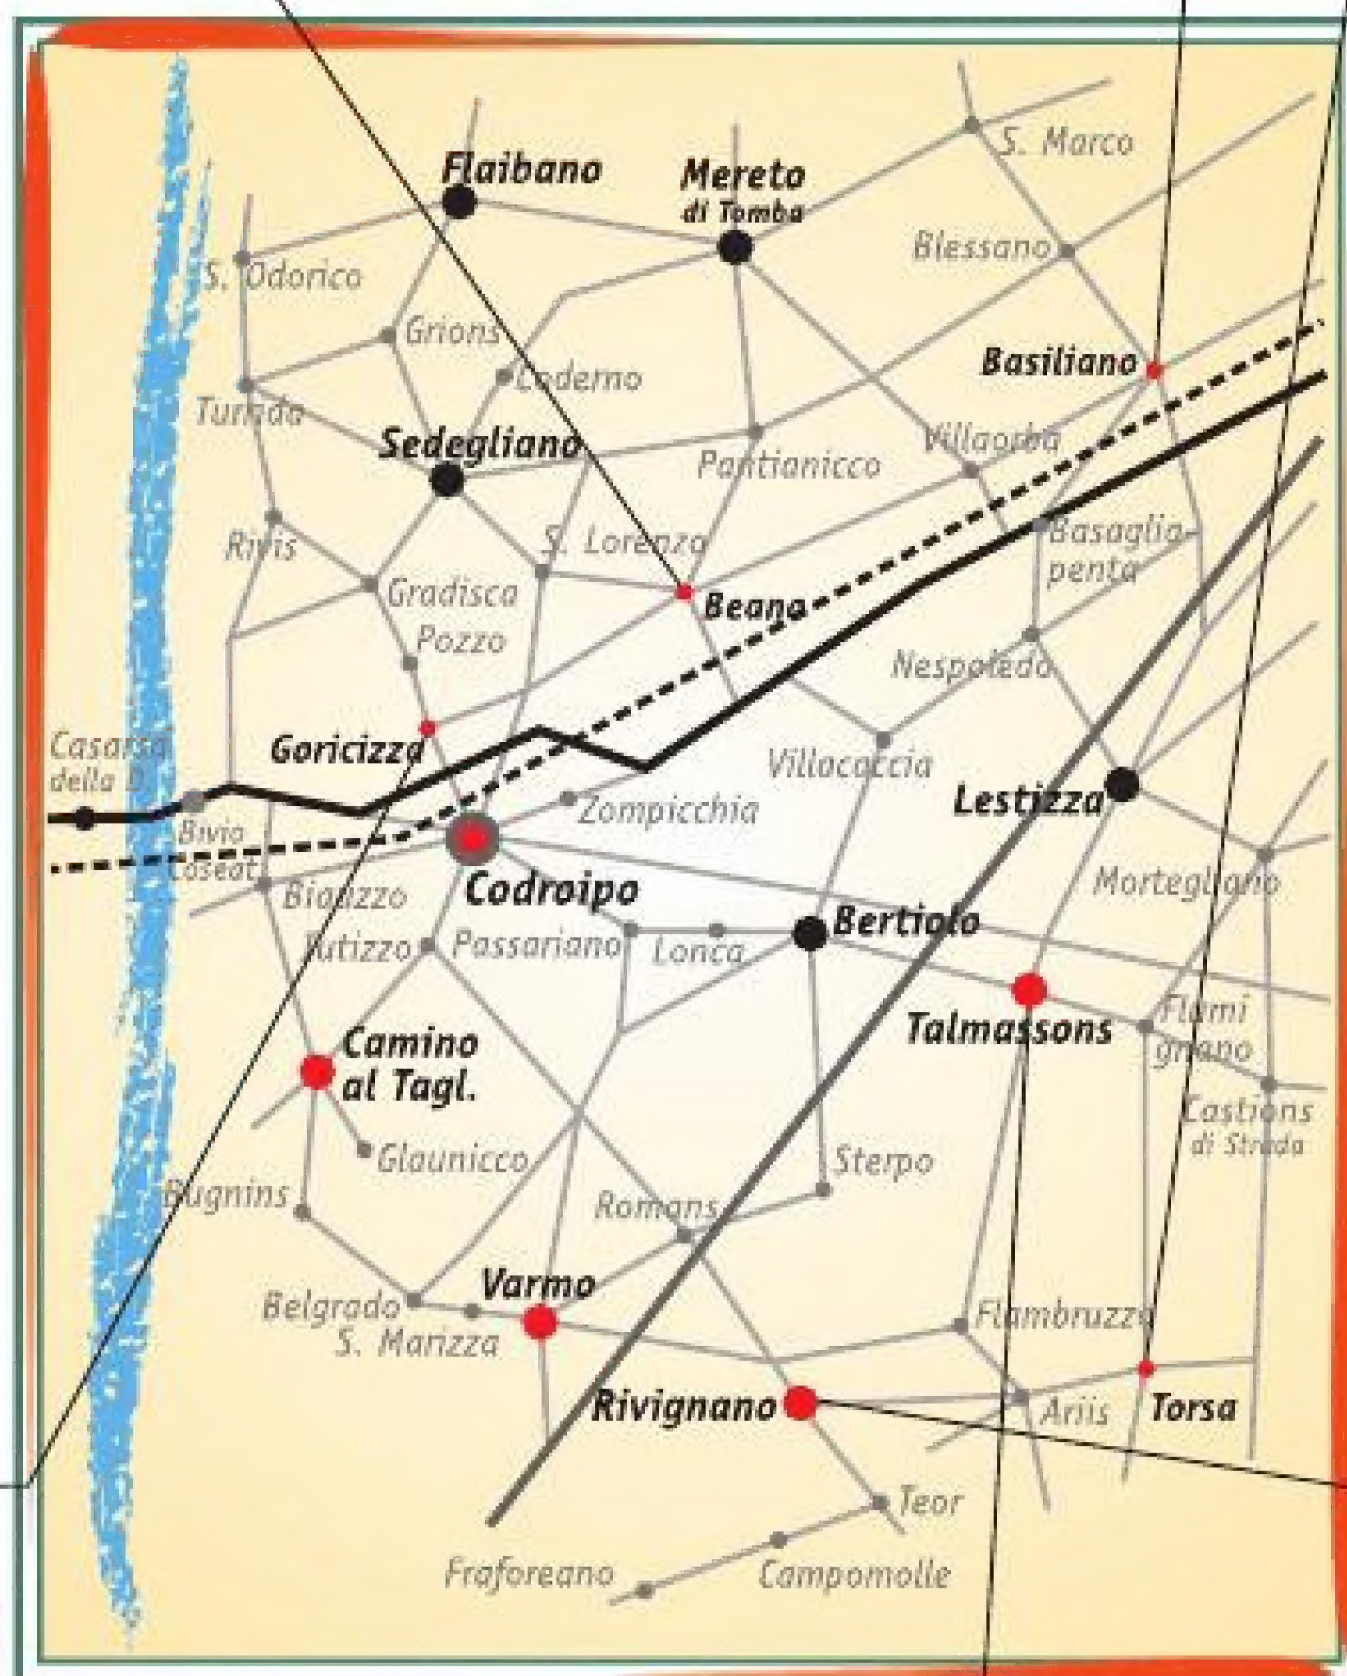 S. Marco
Flaibano
Mereto
di Tomba
Blessano
S. Odorico
Grions
Coderno
Basiliano
Turrida
Sedegliano
Villaorba
Pantianicco
Rivis
S. Lorenzo
Basaglia-
penta
Gradisca
Beano
Pozzo
Nespoledo
Goricizza
Casarsa
della D.
Villacaccia
Lestizza
Zompicchia
Bivio
Coseat
Biauzzo
Codroipo
Mortegliano
Bertiolo
Jutizzo
Passariano
Lonca
Flami
gnano
Talmassons
Camino
al Tagl.
Castions
di Strada
Glaunicco
Sterpo
Bugnins
Romans
Varmo
Belgrado
S. Marizza
Flambruzzo
Rivignano
Ariis
Torsa
Teor
Fraforeano
Campomolle